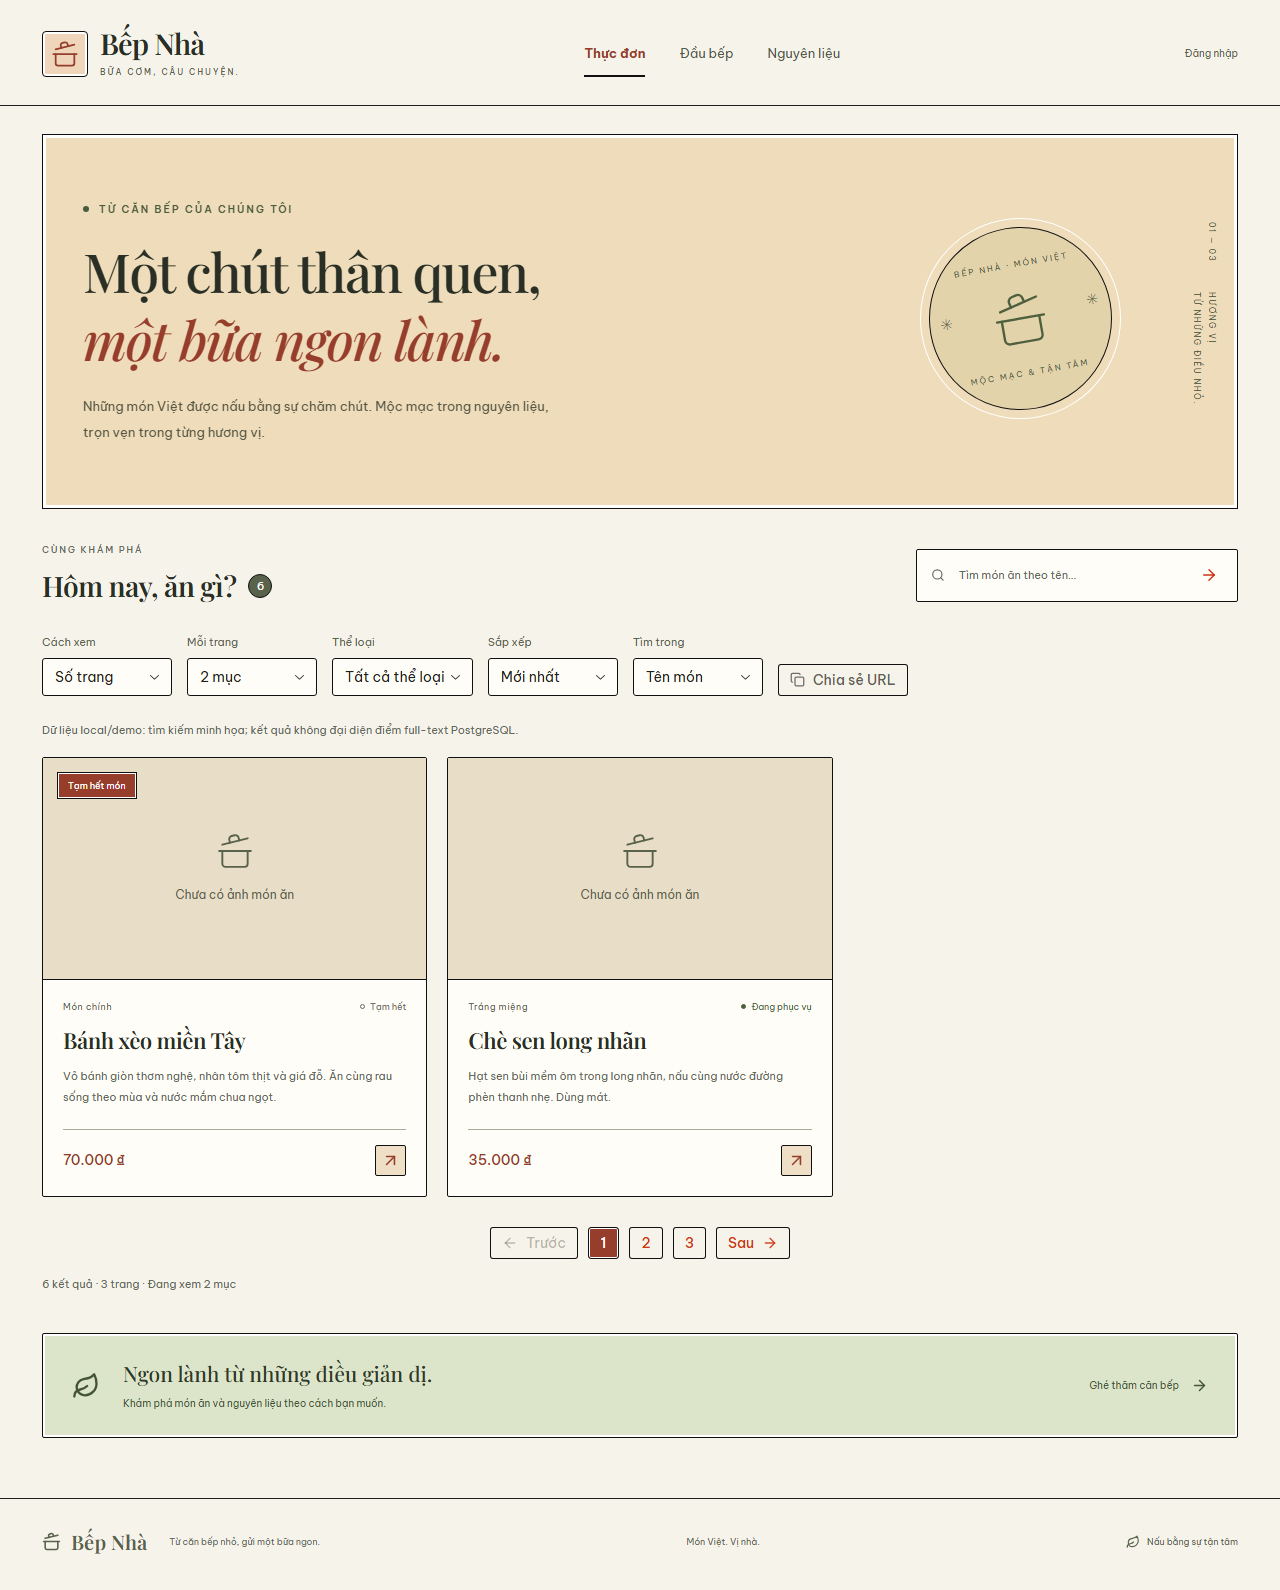 Bếp Nhà
BỮA CƠM, CÂU CHUYỆN.
Thực đơn
Đầu bếp
Nguyên liệu
Đăng nhập
TỪ CĂN BẾP CỦA CHÚNG TÔI
Một chút thân quen,
một bữa ngon lành.
Những món Việt được nấu bằng sự chăm chút. Mộc mạc trong nguyên liệu,
trọn vẹn trong từng hương vị.
BẾP NHÀ · MÓN VIỆT
MỘC MẠC & TẬN TÂM
01 — 03
HƯƠNG VỊ
TỪ NHỮNG ĐIỀU NHỎ.
CÙNG KHÁM PHÁ
Hôm nay, ăn gì? 6
Tìm món ăn theo tên...
Cách xem
Mỗi trang
Thể loại
Sắp xếp
Tìm trong
Số trang
2 mục
Tất cả thể loại
Mới nhất
Tên món
Chia sẻ URL
Dữ liệu local/demo: tìm kiếm minh họa; kết quả không đại diện điểm full-text PostgreSQL.
Tạm hết món
Chưa có ảnh món ăn
Món chính
Tạm hết
Bánh xèo miền Tây
Vỏ bánh giòn thơm nghệ, nhân tôm thịt và giá đỗ. Ăn cùng rau
sống theo mùa và nước mắm chua ngọt.
70.000 ₫
Chưa có ảnh món ăn
Tráng miệng
Đang phục vụ
Chè sen long nhãn
Hạt sen bùi mềm ôm trong long nhãn, nấu cùng nước đường
phèn thanh nhẹ. Dùng mát.
35.000 ₫
Trước
1
2
3
Sau
6 kết quả · 3 trang · Đang xem 2 mục
Ngon lành từ những điều giản dị.
Khám phá món ăn và nguyên liệu theo cách bạn muốn.
Ghé thăm căn bếp
Bếp Nhà
Từ căn bếp nhỏ, gửi một bữa ngon.
Món Việt. Vị nhà.
Nấu bằng sự tận tâm